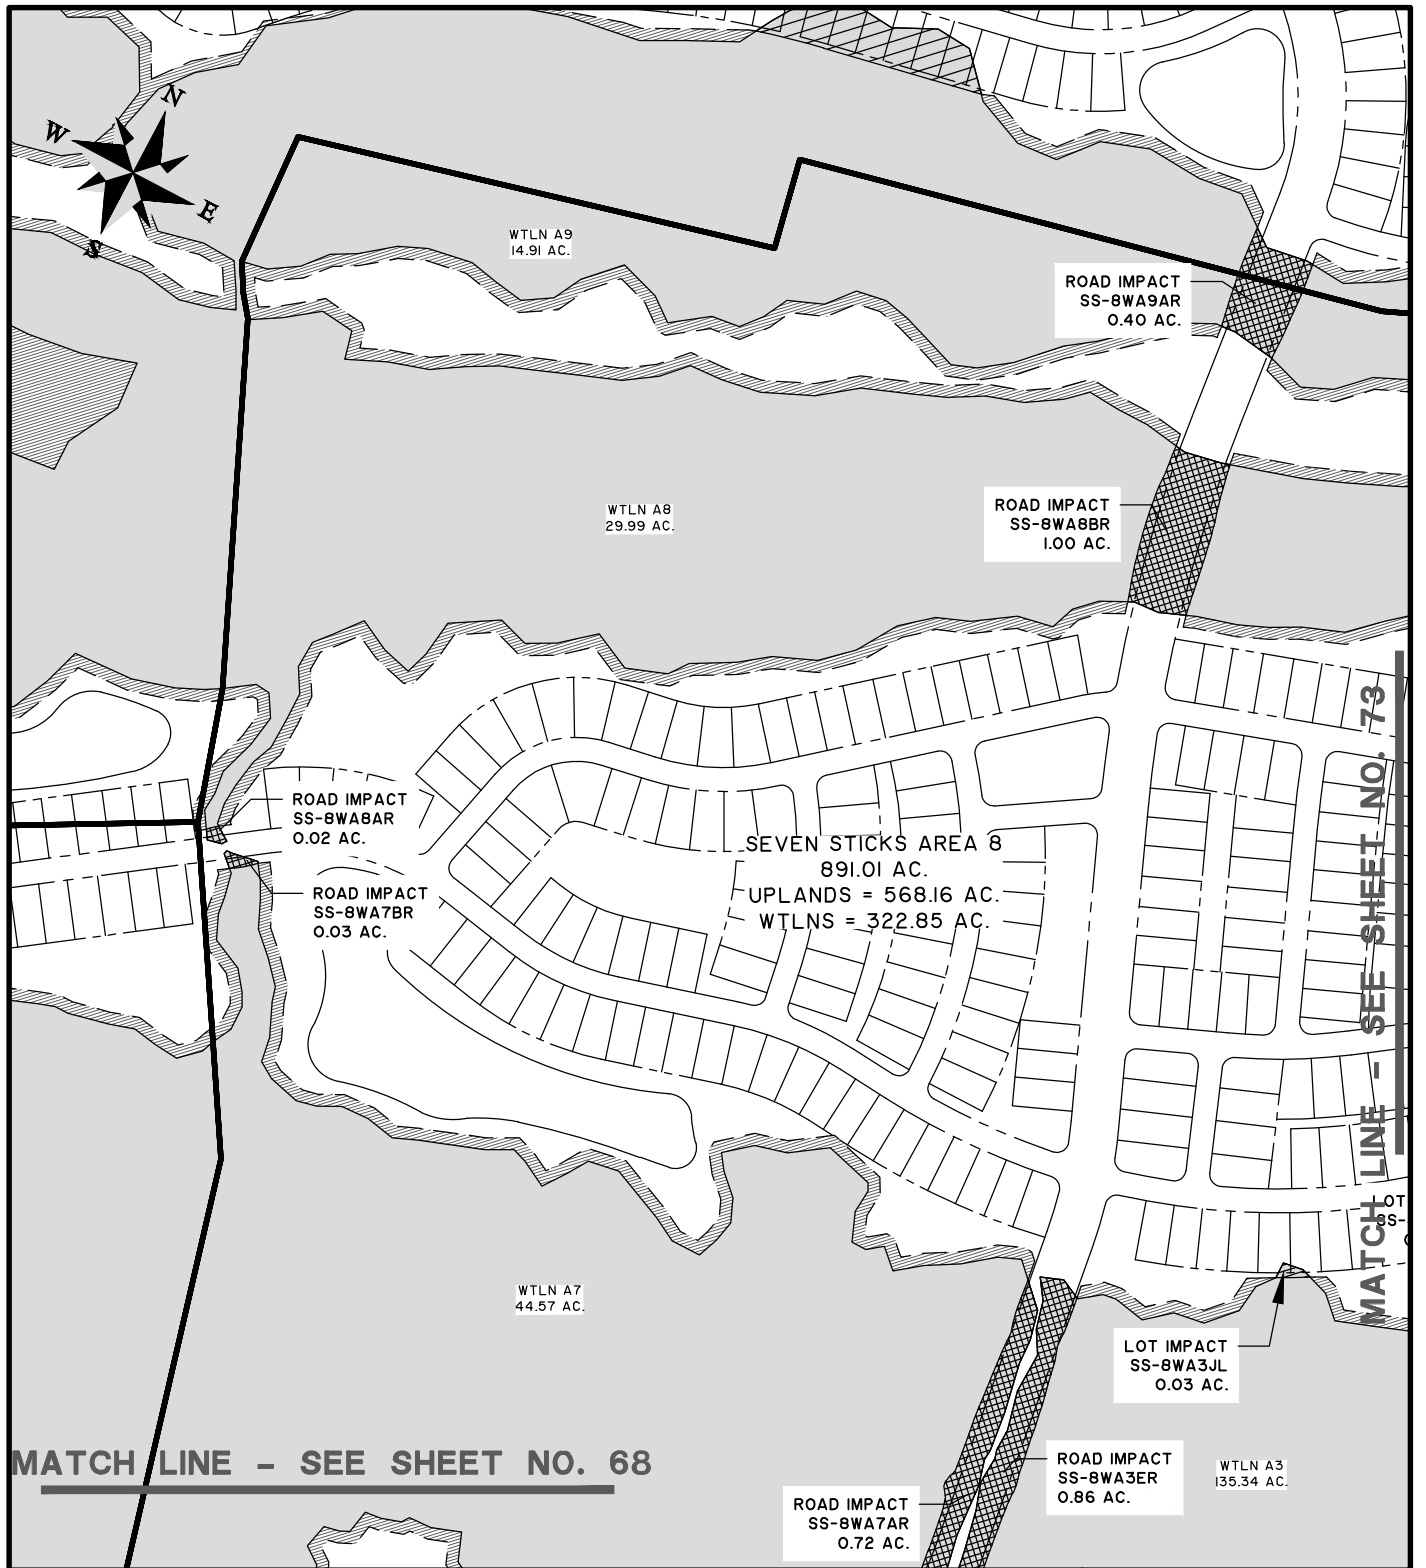 N
W
E
S
WTLN A9
14.91 AC.
ROAD IMPACT
SS-8WA9AR
0.40 AC.
ROAD IMPACT
SS-8WA8BR
1.00 AC.
WTLN A8
29.99 AC.
MATCH LINE - SEE SHEET NO. 73
ROAD IMPACT
SS-8WA8AR
0.02 AC.
ROAD IMPACT
SS-8WA7BR
0.03 AC.
SEVEN STICKS AREA 8
891.01 AC.
UPLANDS = 568.16 AC.
WTLNS = 322.85 AC.
LOT
SS-
WTLN A7
44.57 AC.
LOT IMPACT
SS-8WA3JL
0.03 AC.
MATCH LINE - SEE SHEET NO. 68
ROAD IMPACT
SS-8WA3ER
0.86 AC.
WTLN A3
135.34 AC.
ROAD IMPACT
SS-8WA7AR
0.72 AC.